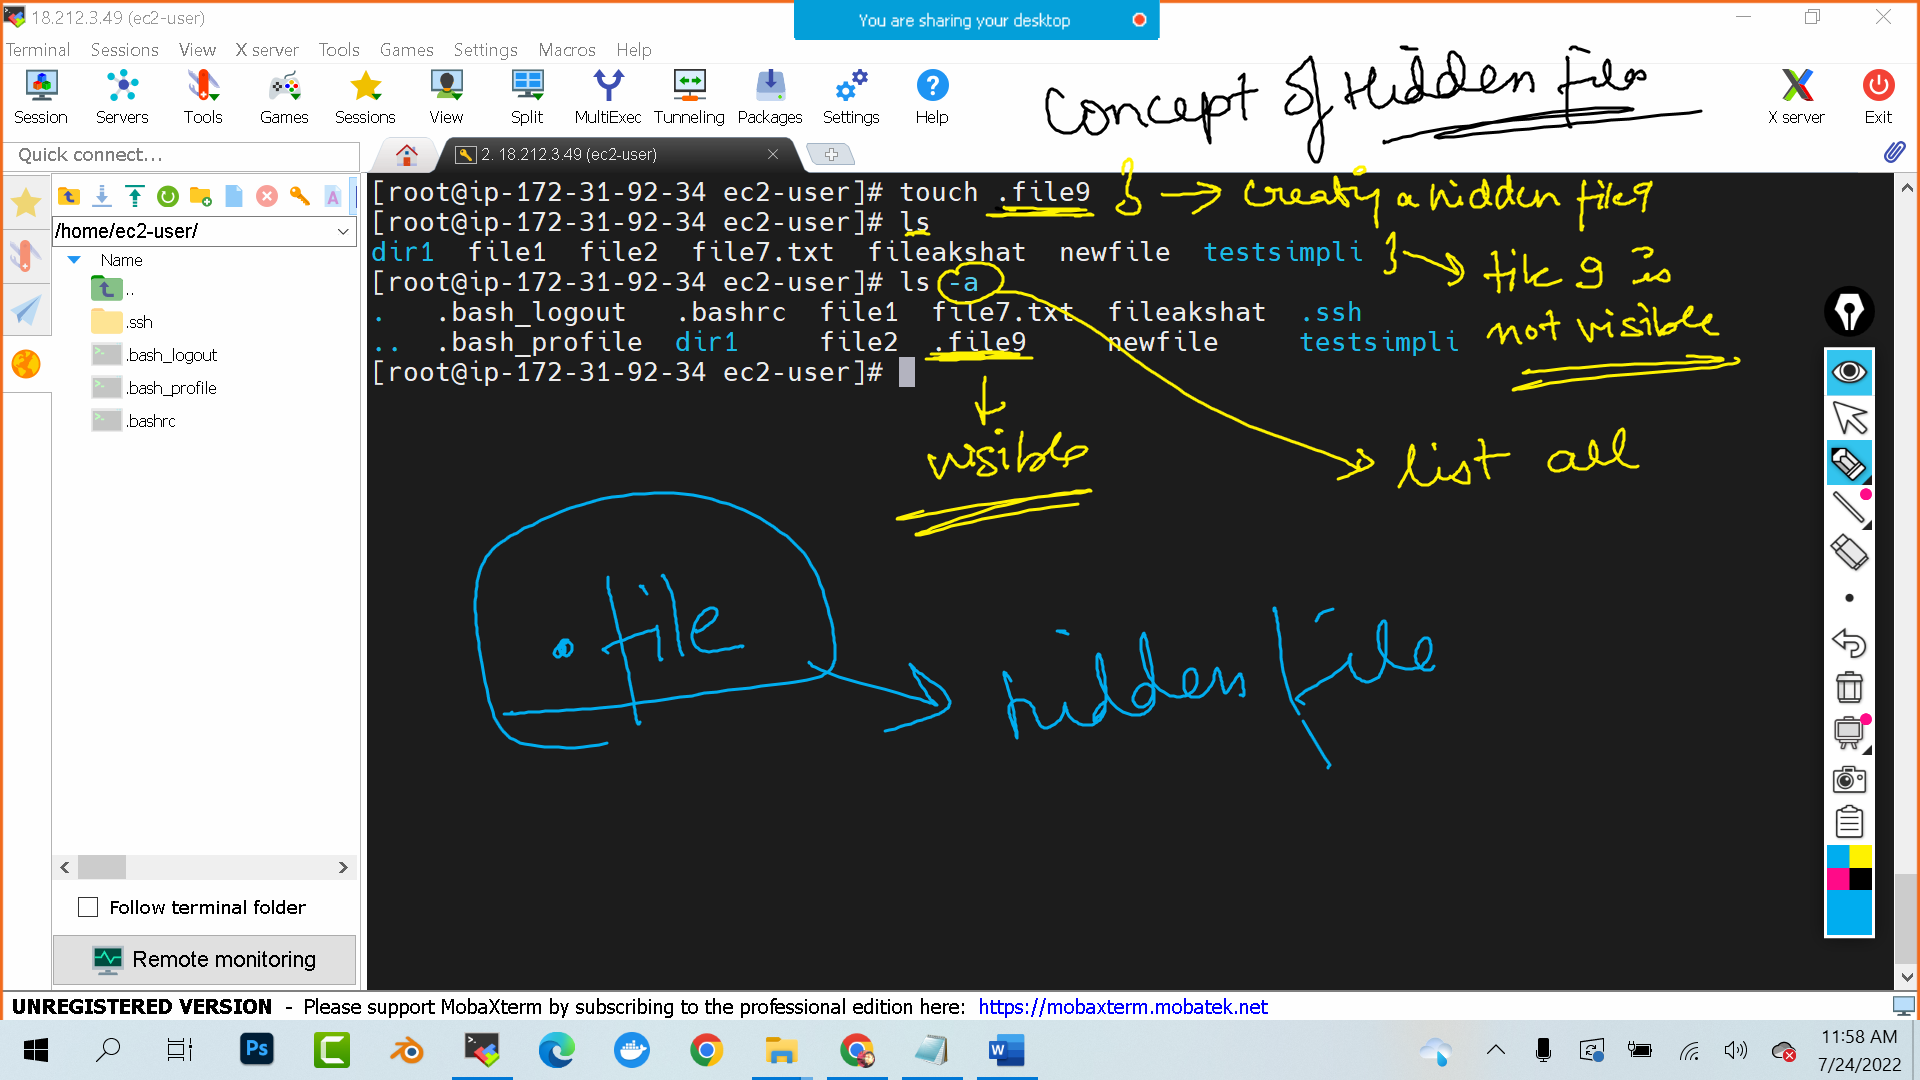 18.212.3.49 (ec2-user)
You are sharing your desktop
Terminal Sessions View X server Tools Games Settings Macros Help
Concept Of Hidden Files
Session Servers Tools Games Sessions View Split MultiExec Tunneling Packages Settings Help X server Exit
Quick connect...
2. 18.212.3.49 (ec2-user)
[root@ip-172-31-92-34 ec2-user]# touch .file9
creaty a hidden file9
[root@ip-172-31-92-34 ec2-user]# ls
dir1 file1 file2 file7.txt fileakshat newfile testsimpli
file 9 is
not visible
[root@ip-172-31-92-34 ec2-user]# ls -a
. .bash_logout .bashrc file1 file7.txt fileakshat .ssh
.. .bash_profile dir1 file2 .file9 newfile testsimpli
[root@ip-172-31-92-34 ec2-user]#
visible
list all
.file
hidden file
/home/ec2-user/
Name
..
.ssh
.bash_logout
.bash_profile
.bashrc
Follow terminal folder
Remote monitoring
UNREGISTERED VERSION - Please support MobaXterm by subscribing to the professional edition here: https://mobaxterm.mobatek.net
Ps
C
W
11:58 AM
7/24/2022